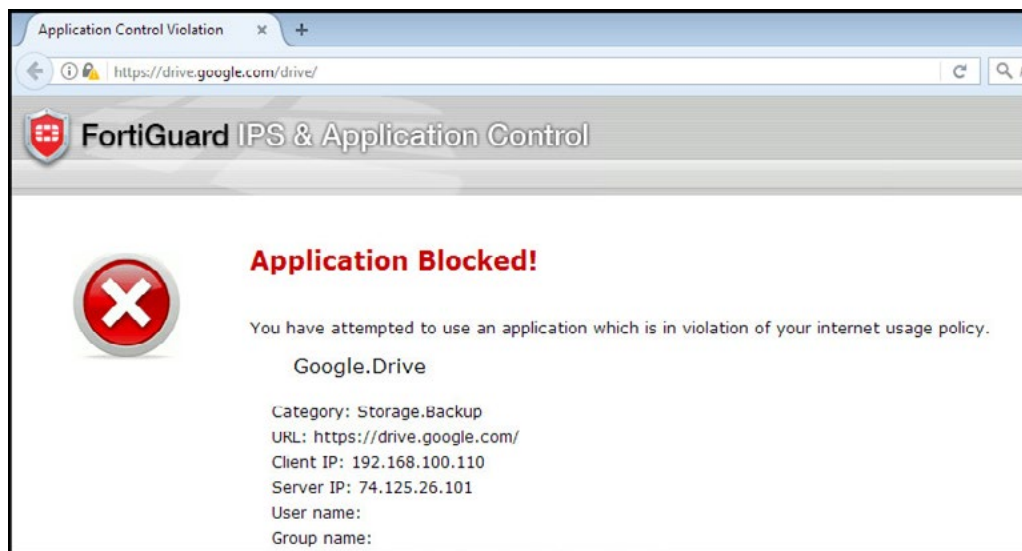 Application Control Violation
https://drive.google.com/drive/
FortiGuard IPS & Application Control
Application Blocked!
You have attempted to use an application which is in violation of your internet usage policy.
Google.Drive
Category: Storage.Backup
URL: https://drive.google.com/
Client IP: 192.168.100.110
Server IP: 74.125.26.101
User name:
Group name: